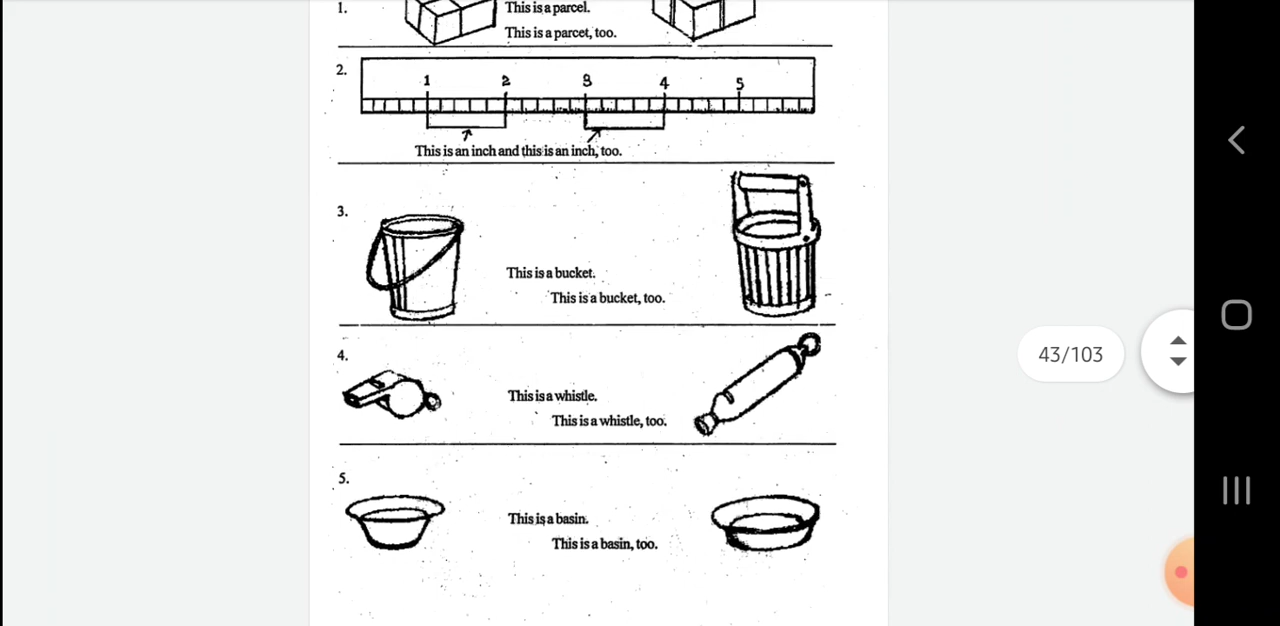 1.
This is a parcel.
This is a parcet, too.
2.
1 2 3 4 5
This is an inch and this is an inch, too.
3.
This is a bucket.
This is a bucket, too.
43/103
4.
This is a whistle.
This is a whistle, too.
5.
This is a basin.
This is a basin, too.